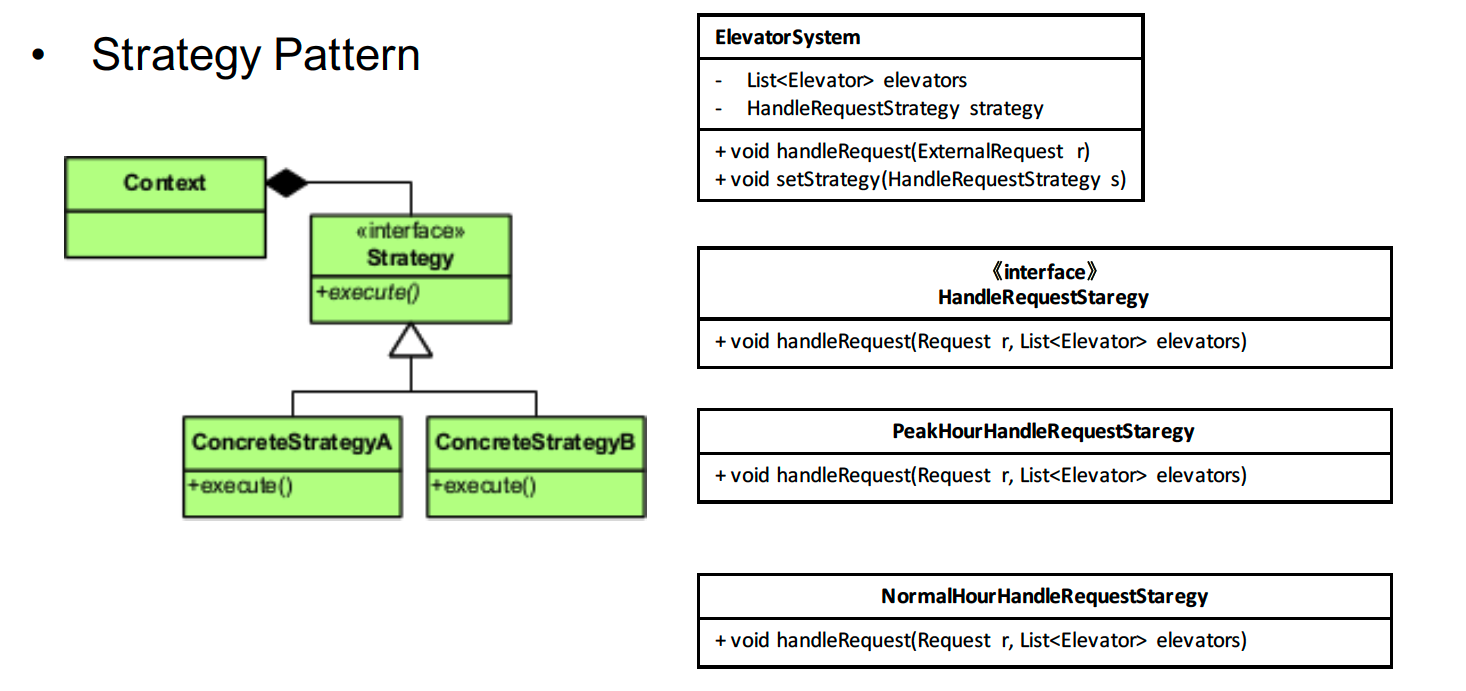 • Strategy Pattern
Context
«interface»
Strategy
+execute()
ConcreteStrategyA
+execute()
ConcreteStrategyB
+execute()
ElevatorSystem
- List<Elevator> elevators
- HandleRequestStrategy strategy
+ void handleRequest(ExternalRequest r)
+ void setStrategy(HandleRequestStrategy s)
《interface》
HandleRequestStaregy
+ void handleRequest(Request r, List<Elevator> elevators)
PeakHourHandleRequestStaregy
+ void handleRequest(Request r, List<Elevator> elevators)
NormalHourHandleRequestStaregy
+ void handleRequest(Request r, List<Elevator> elevators)